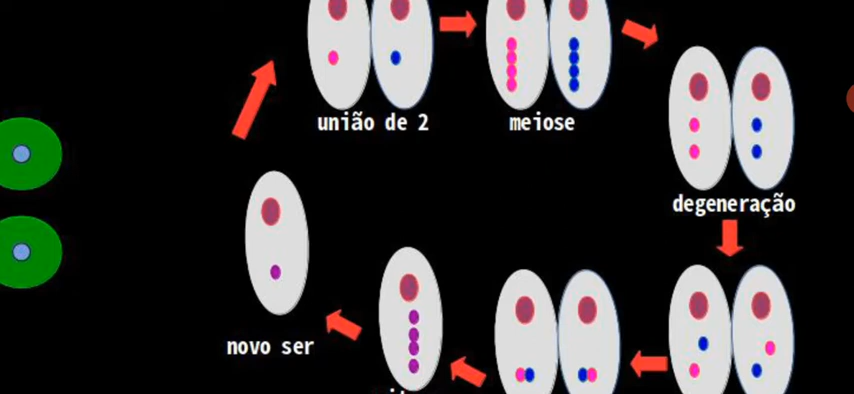 união de 2
meiose
degeneração
novo ser